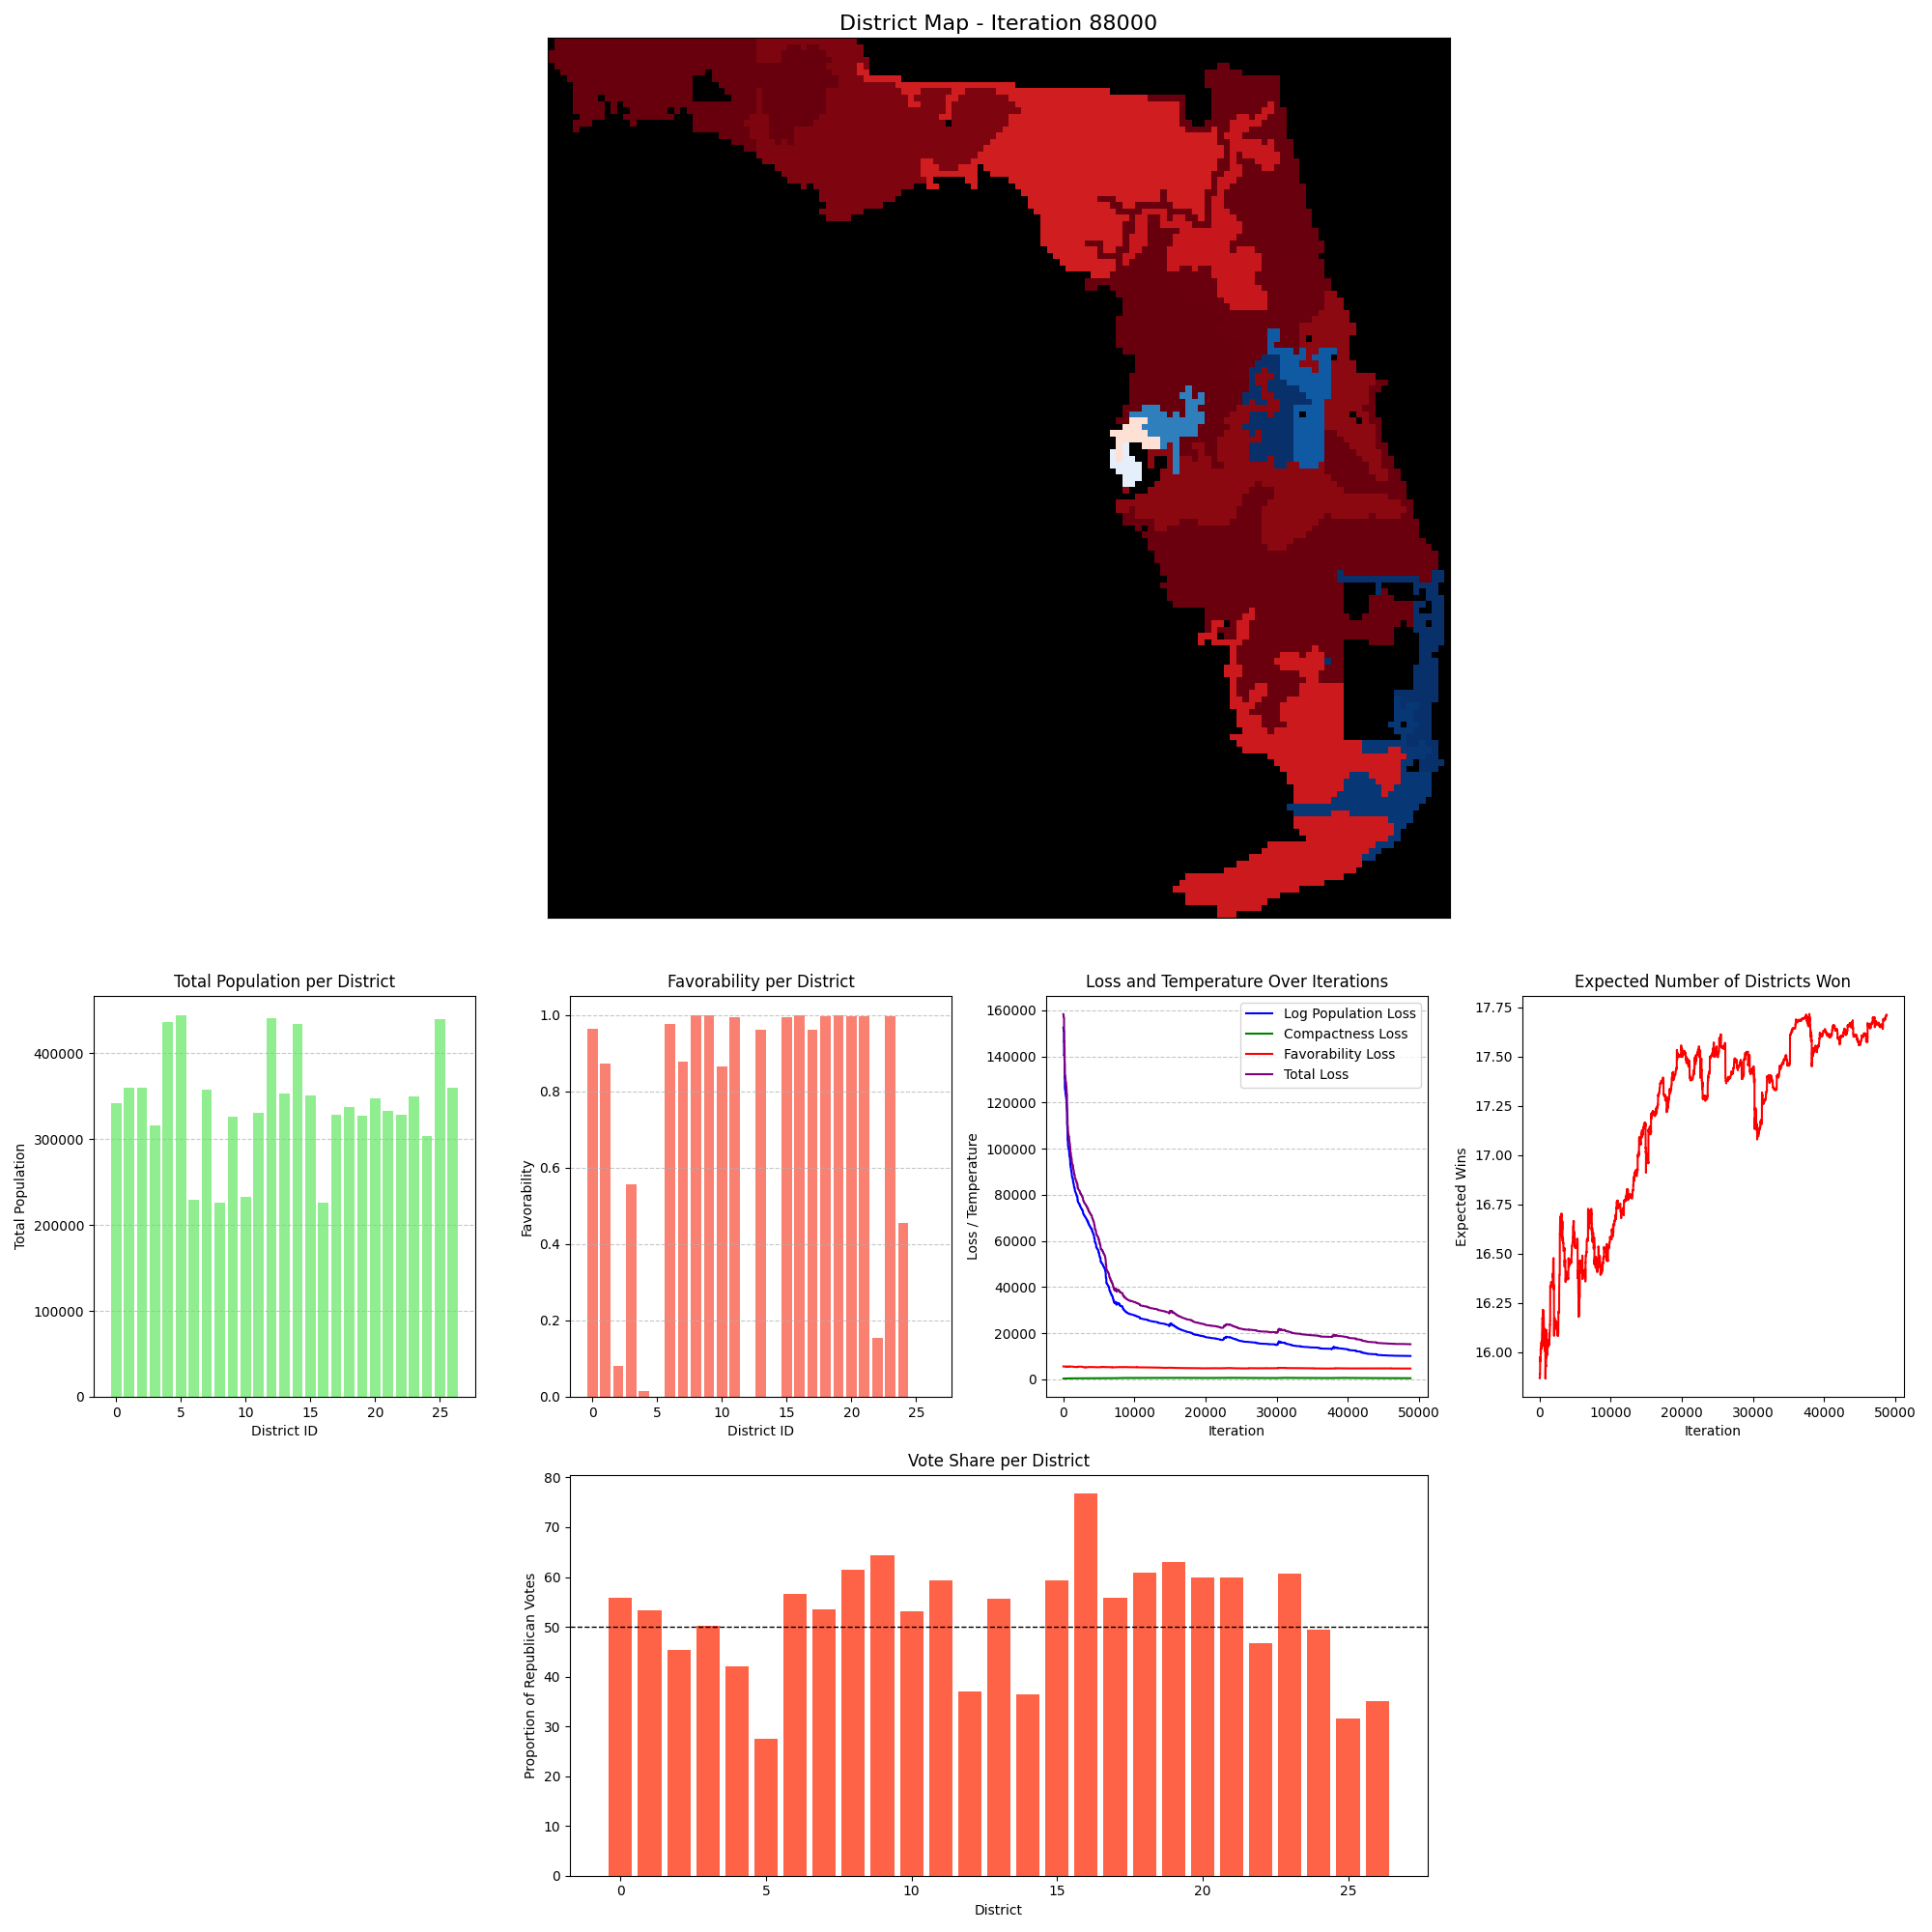 District Map - Iteration 88000
Total Population per District
Total Population
400000
300000
200000
100000
0
0 5 10 15 20 25
District ID
Favorability per District
Favorability
1.0
0.8
0.6
0.4
0.2
0.0
0 5 10 15 20 25
District ID
Loss and Temperature Over Iterations
Loss / Temperature
160000
140000
120000
100000
80000
60000
40000
20000
0
Log Population Loss
Compactness Loss
Favorability Loss
Total Loss
0 10000 20000 30000 40000 50000
Iteration
Expected Number of Districts Won
Expected Wins
17.75
17.50
17.25
17.00
16.75
16.50
16.25
16.00
0 10000 20000 30000 40000 50000
Iteration
Vote Share per District
Proportion of Republican Votes
80
70
60
50
40
30
20
10
0
0 5 10 15 20 25
District